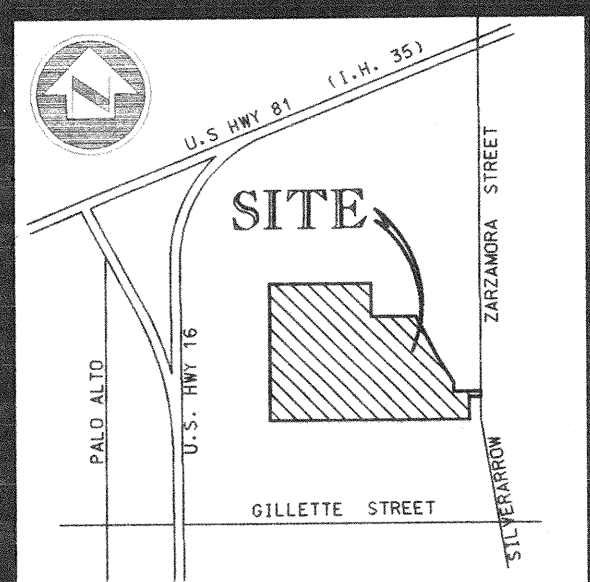 N
U.S HWY 81 (I.H. 35)
SITE
ZARZAMORA STREET
PALO ALTO
U.S. HWY 16
GILLETTE STREET
SILVERARROW